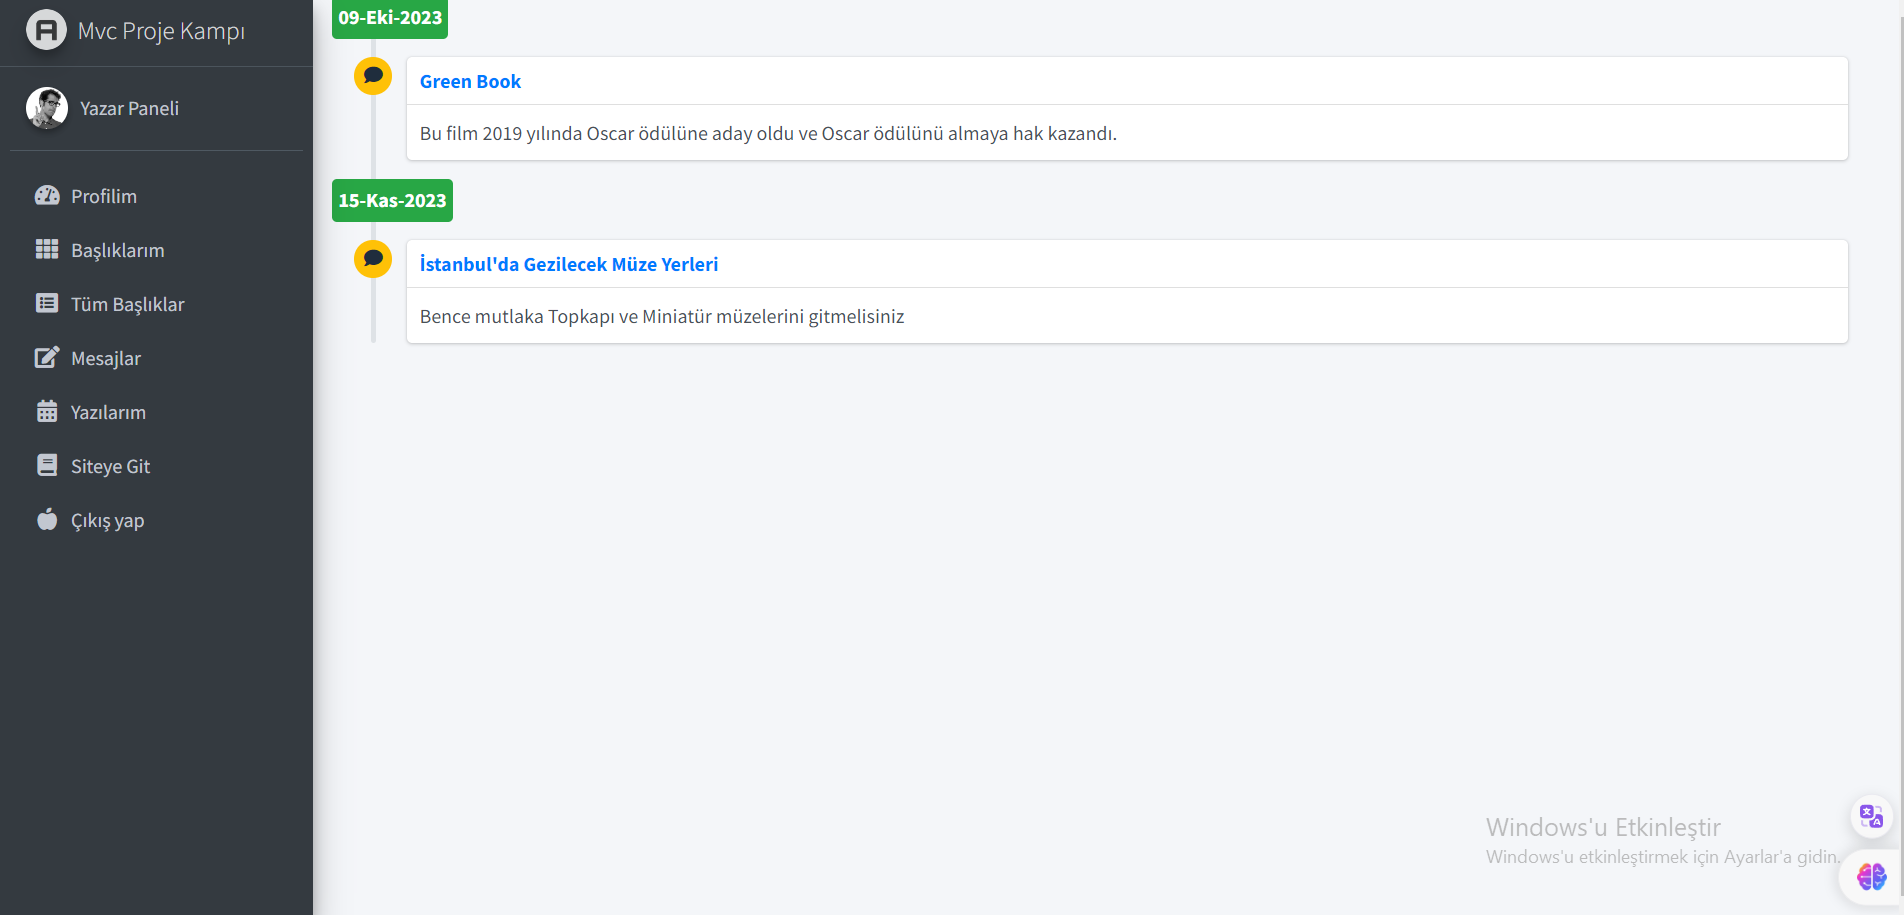 Mvc Proje Kampı
Yazar Paneli
Profilim
Başlıklarım
Tüm Başlıklar
Mesajlar
Yazılarım
Siteye Git
Çıkış yap
09-Eki-2023
Green Book
Bu film 2019 yılında Oscar ödülüne aday oldu ve Oscar ödülünü almaya hak kazandı.
15-Kas-2023
İstanbul'da Gezilecek Müze Yerleri
Bence mutlaka Topkapı ve Miniatür müzelerini gitmelisiniz
Windows'u Etkinleştir
Windows'u etkinleştirmek için Ayarlar'a gidin.